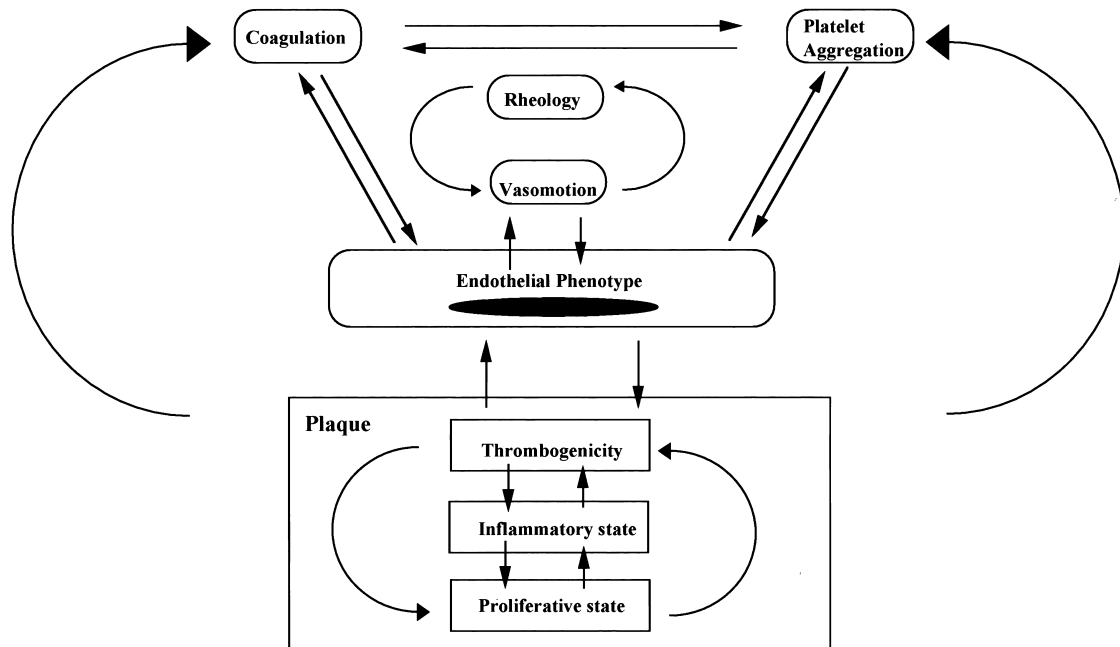 Coagulation
Platelet
Aggregation
Rheology
Vasomotion
Endothelial Phenotype
Plaque
Thrombogenicity
Inflammatory state
Proliferative state